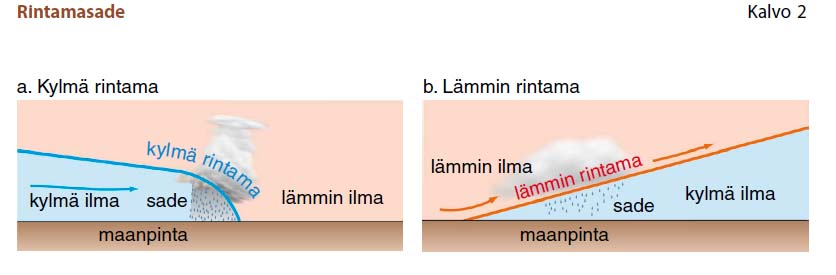 Rintamasade
Kalvo 2
a. Kylmä rintama
kylmä rintama
kylmä ilma
sade
lämmin ilma
maanpinta
b. Lämmin rintama
lämmin ilma
lämmin rintama
sade
kylmä ilma
maanpinta